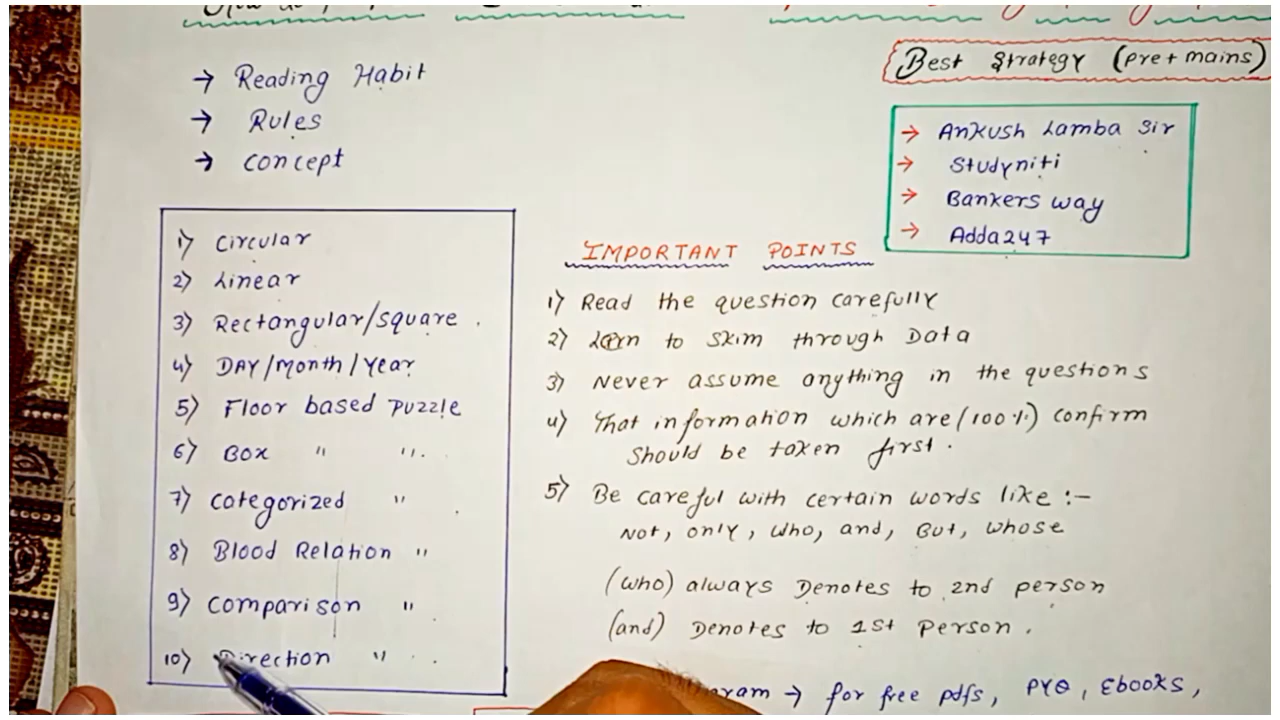 → Reading Habit
→ Rules
→ concept
Best Strategy (pre + mains)
→ Ankush Lamba Sir
→ Studyniti
→ Bankers way
→ Adda247
1) Circular
2) Linear
3) Rectangular/square .
4) DAY/month/Year
5) Floor based Puzzle
6) Box " ".
7) categorized "
8) Blood Relation "
9) comparison "
10) Direction "
IMPORTANT POINTS
1) Read the question carefully
2) to skim through Data
3) Never assume anything in the questions
4) That information which are (100%) confirm
Should be taken first.
5) Be careful with certain words like :-
Not, only, who, and, But, whose
(who) always Denotes to 2nd person
(and) Denotes to 1st Person.
→ for free pdfs, PYQ, Ebooks,